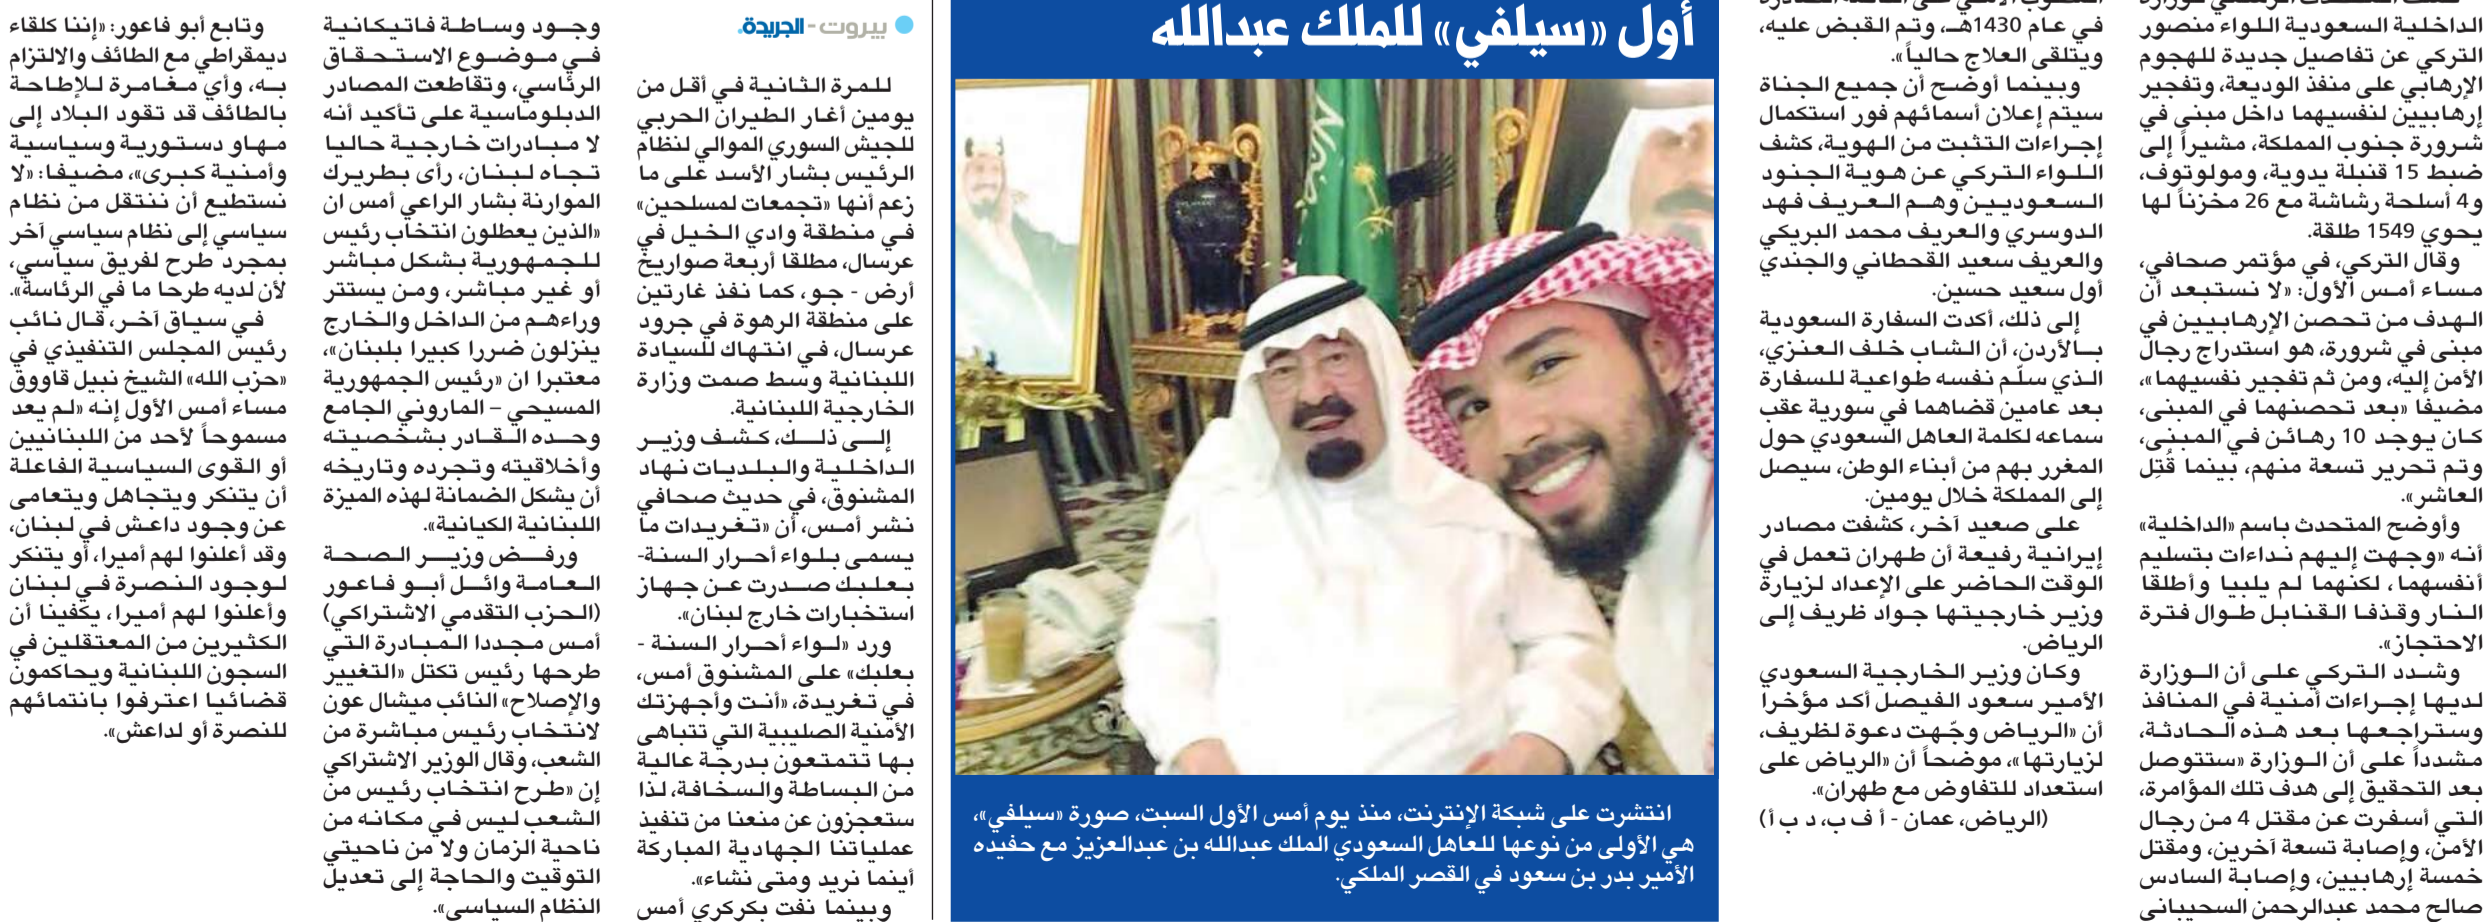 الداخلية السعودية اللواء منصور
التركي عن تفاصيل جديدة للهجوم
الإرهابي على منفذ الوديعة، وتفجير
إرهابيين لنفسيهما داخل مبنى في
شرورة جنوب المملكة، مشيراً إلى
ضبط 15 قنبلة يدوية، ومولوتوف،
و4 أسلحة رشاشة مع 26 مخزناً لها
يحوي 1549 طلقة.
وقال التركي، في مؤتمر صحافي،
مساء أمس الأول: «لا نستبعد أن
الهدف من تحصن الإرهابيين في
مبنى في شرورة، هو استدراج رجال
الأمن إليه، ومن ثم تفجير نفسيهما»،
مضيفا «بعد تحصنهما في المبنى،
كان يوجد 10 رهائن في المبنى،
وتم تحرير تسعة منهم، بينما قُتِل
العاشر».
وأوضح المتحدث باسم «الداخلية»
أنه «وجهت إليهم نداءات بتسليم
أنفسهما، لكنهما لم يلبيا وأطلقا
النار وقذفا القنابل طوال فترة
الاحتجاز».
وشدد التركي على أن الوزارة
لديها إجراءات أمنية في المنافذ
وستراجعها بعد هذه الحادثة،
مشدداً على أن الوزارة «ستتوصل
بعد التحقيق إلى هدف تلك المؤامرة،
التي أسفرت عن مقتل 4 من رجال
الأمن، وإصابة تسعة آخرين، ومقتل
خمسة إرهابيين، وإصابة السادس
صالح محمد عبدالرحمن السحيباني
في عام 1430هـ، وتم القبض عليه،
ويتلقى العلاج حالياً».
وبينما أوضح أن جميع الجناة
سيتم إعلان أسمائهم فور استكمال
إجراءات التثبت من الهوية، كشف
اللواء التركي عن هوية الجنود
السعوديين وهم العريف فهد
الدوسري والعريف محمد البريكي
والعريف سعيد القحطاني والجندي
أول سعيد حسين.
إلى ذلك، أكدت السفارة السعودية
بالأردن، أن الشاب خلف العنزي،
الذي سلّم نفسه طواعية للسفارة
بعد عامين قضاهما في سورية عقب
سماعه لكلمة العاهل السعودي حول
المغرر بهم من أبناء الوطن، سيصل
إلى المملكة خلال يومين.
على صعيد آخر، كشفت مصادر
إيرانية رفيعة أن طهران تعمل في
الوقت الحاضر على الإعداد لزيارة
وزير خارجيتها جواد ظريف إلى
الرياض.
وكان وزير الخارجية السعودي
الأمير سعود الفيصل أكد مؤخرا
أن «الرياض وجّهت دعوة لظريف،
لزيارتها»، موضحاً أن «الرياض على
استعداد للتفاوض مع طهران».
(الرياض، عمان - أ ف ب، د ب أ)
أول «سيلفي» للملك عبدالله
انتشرت على شبكة الإنترنت، منذ يوم أمس الأول السبت، صورة «سيلفي»،
هي الأولى من نوعها للعاهل السعودي الملك عبدالله بن عبدالعزيز مع حفيده
الأمير بدر بن سعود في القصر الملكي.
بيروت - الجريدة.
للمرة الثانية في أقل من
يومين أغار الطيران الحربي
للجيش السوري الموالي لنظام
الرئيس بشار الأسد على ما
زعم أنها «تجمعات لمسلحين»
في منطقة وادي الخيل في
عرسال، مطلقا أربعة صواريخ
أرض - جو، كما نفذ غارتين
على منطقة الرهوة في جرود
عرسال، في انتهاك للسيادة
اللبنانية وسط صمت وزارة
الخارجية اللبنانية.
إلى ذلك، كشف وزير
الداخلية والبلديات نهاد
المشنوق، في حديث صحافي
نشر أمس، أن «تغريدات ما
يسمى بلواء أحرار السنة-
بعلبك صدرت عن جهاز
استخبارات خارج لبنان».
ورد «لواء أحرار السنة -
بعلبك» على المشنوق أمس،
في تغريدة، «أنت وأجهزتك
الأمنية الصليبية التي تتباهى
بها تتمتعون بدرجة عالية
من البساطة والسخافة، لذا
ستعجزون عن منعنا من تنفيذ
عملياتنا الجهادية المباركة
أينما نريد ومتى نشاء».
وبينما نفت بكركري أمس
وجود وساطة فاتيكانية
في موضوع الاستحقاق
الرئاسي، وتقاطعت المصادر
الدبلوماسية على تأكيد أنه
لا مبادرات خارجية حاليا
تجاه لبنان، رأى بطريرك
الموارنة بشار الراعي أمس ان
«الذين يعطلون انتخاب رئيس
للجمهورية بشكل مباشر
أو غير مباشر، ومن يستتر
وراءهم من الداخل والخارج
ينزلون ضررا كبيرا بلبنان»،
معتبرا ان «رئيس الجمهورية
المسيحي – الماروني الجامع
وحده القادر بشخصيته
وأخلاقيته وتجرده وتاريخه
أن يشكل الضمانة لهذه الميزة
اللبنانية الكيانية».
ورفض وزير الصحة
العامة وائل أبو فاعور
(الحزب التقدمي الاشتراكي)
أمس مجددا المبادرة التي
طرحها رئيس تكتل «التغيير
والإصلاح» النائب ميشال عون
لانتخاب رئيس مباشرة من
الشعب، وقال الوزير الاشتراكي
إن «طرح انتخاب رئيس من
الشعب ليس في مكانه من
ناحية الزمان ولا من ناحيتي
التوقيت والحاجة إلى تعديل
النظام السياسي».
وتابع أبو فاعور: «إننا كلقاء
ديمقراطي مع الطائف والالتزام
به، وأي مغامرة للإطاحة
بالطائف قد تقود البلاد إلى
مهاو دستورية وسياسية
وأمنية كبرى»، مضيفا: «لا
نستطيع أن ننتقل من نظام
سياسي إلى نظام سياسي آخر
بمجرد طرح لفريق سياسي،
لأن لديه طرحا ما في الرئاسة».
في سياق آخر، قال نائب
رئيس المجلس التنفيذي في
«حزب الله» الشيخ نبيل قاووق
مساء أمس الأول إنه «لم يعد
مسموحاً لأحد من اللبنانيين
أو القوى السياسية الفاعلة
أن يتنكر ويتجاهل ويتعامى
عن وجود داعش في لبنان،
وقد أعلنوا لهم أميرا، أو يتنكر
لوجود النصرة في لبنان
وأعلنوا لهم أميرا، يكفينا أن
الكثيرين من المعتقلين في
السجون اللبنانية ويحاكمون
قضائيا اعترفوا بانتمائهم
للنصرة أو لداعش».